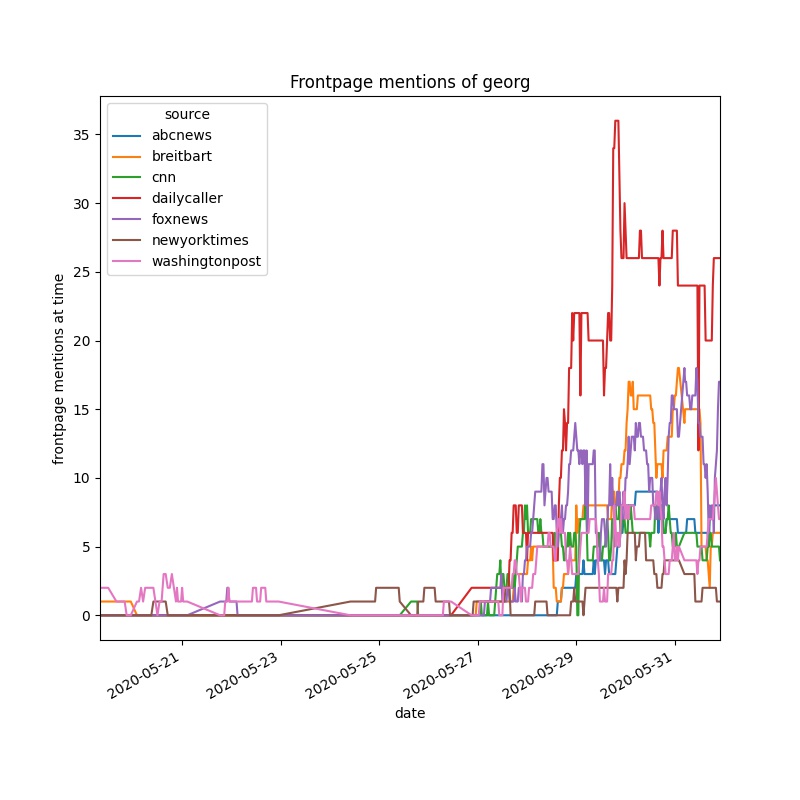 Frontpage mentions of georg
source
abcnews
breitbart
cnn
dailycaller
foxnews
newyorktimes
washingtonpost
35
30
25
20
15
10
5
0
frontpage mentions at time
2020-05-21
2020-05-23
2020-05-25
2020-05-27
2020-05-29
2020-05-31
date